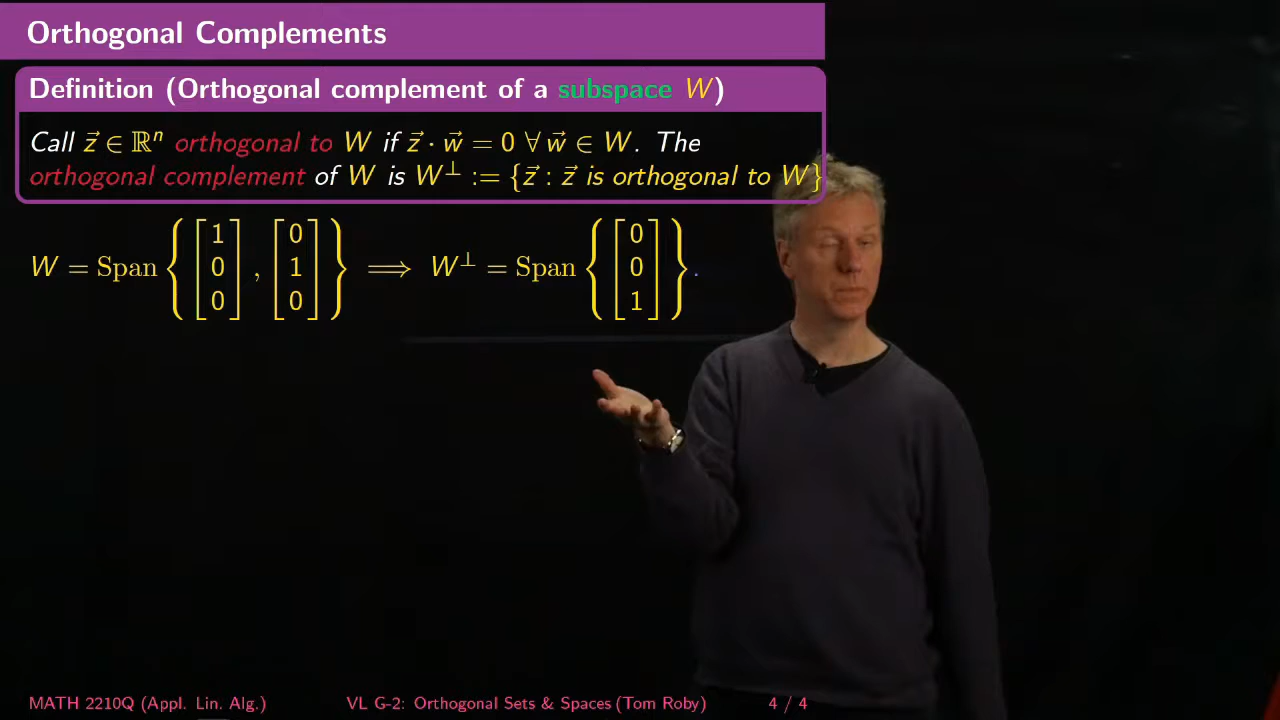 Orthogonal Complements
Definition (Orthogonal complement of a subspace W)
Call z⃗ ∈ ℝⁿ orthogonal to W if z⃗ · w⃗ = 0 ∀ w⃗ ∈ W. The
orthogonal complement of W is W⊥ := {z⃗ : z⃗ is orthogonal to W}
W = Span { [1 0 0], [0 1 0] } ⟹ W⊥ = Span { [0 0 1] }.
MATH 2210Q (Appl. Lin. Alg.) VL G-2: Orthogonal Sets & Spaces (Tom Roby) 4 / 4